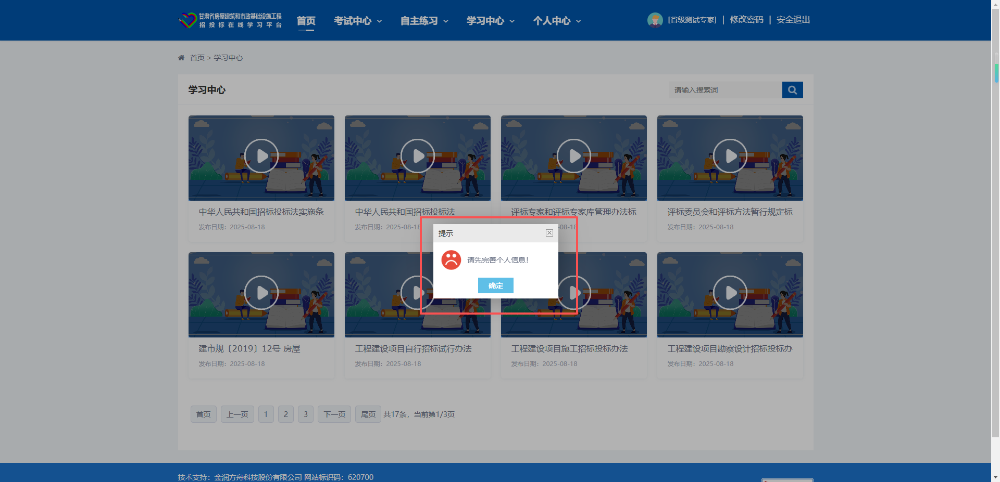 甘肃省房屋建筑和市政基础设施工程
招投标在线学习平台
首页 考试中心 自主练习 学习中心 个人中心
[省级测试专家] | 修改密码 | 安全退出
首页 > 学习中心
学习中心
请输入搜索词
中华人民共和国招标投标法实施条
发布日期：2025-08-18
中华人民共和国招标投标法
发布日期：2025-08-18
评标专家和评标专家库管理办法标
-08-18
评标委员会和评标方法暂行规定标
发布日期：2025-08-18
提示
请先完善个人信息！
确定
建市规〔2019〕12号 房屋
发布日期：2025-08-18
工程建设项目自行招标试行办法
发布日期：2025-08-18
工程建设项目施工招标投标办法
发布日期：2025-08-18
工程建设项目勘察设计招标投标办
发布日期：2025-08-18
首页 上一页 1 2 3 下一页 尾页 共17条，当前第1/3页
技术支持：金润方舟科技股份有限公司 网站标识码：620700